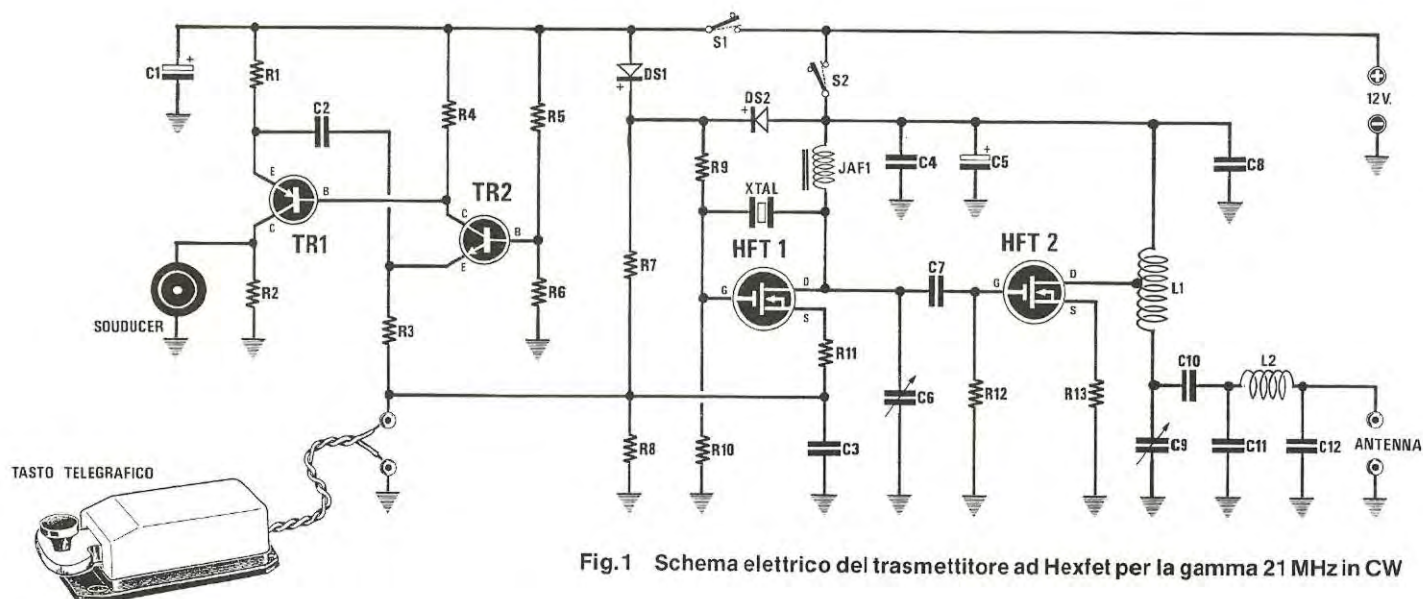 S1
C1
+
R1
C2
R4
R5
DS1
+
S2
DS2
+
12 V.
R9
JAF1
C4
+
C5
C8
XTAL
E
B
C
TR1
TR2
C
B
E
HFT 1
G
D
S
C7
HFT 2
G
D
S
L1
R7
R2
SOUDUCER
R3
R6
R11
C6
R12
R13
C10
L2
R8
R10
C3
C9
C11
C12
ANTENNA
TASTO TELEGRAFICO
Fig.1 Schema elettrico del trasmettitore ad Hexfet per la gamma 21 MHz in CW